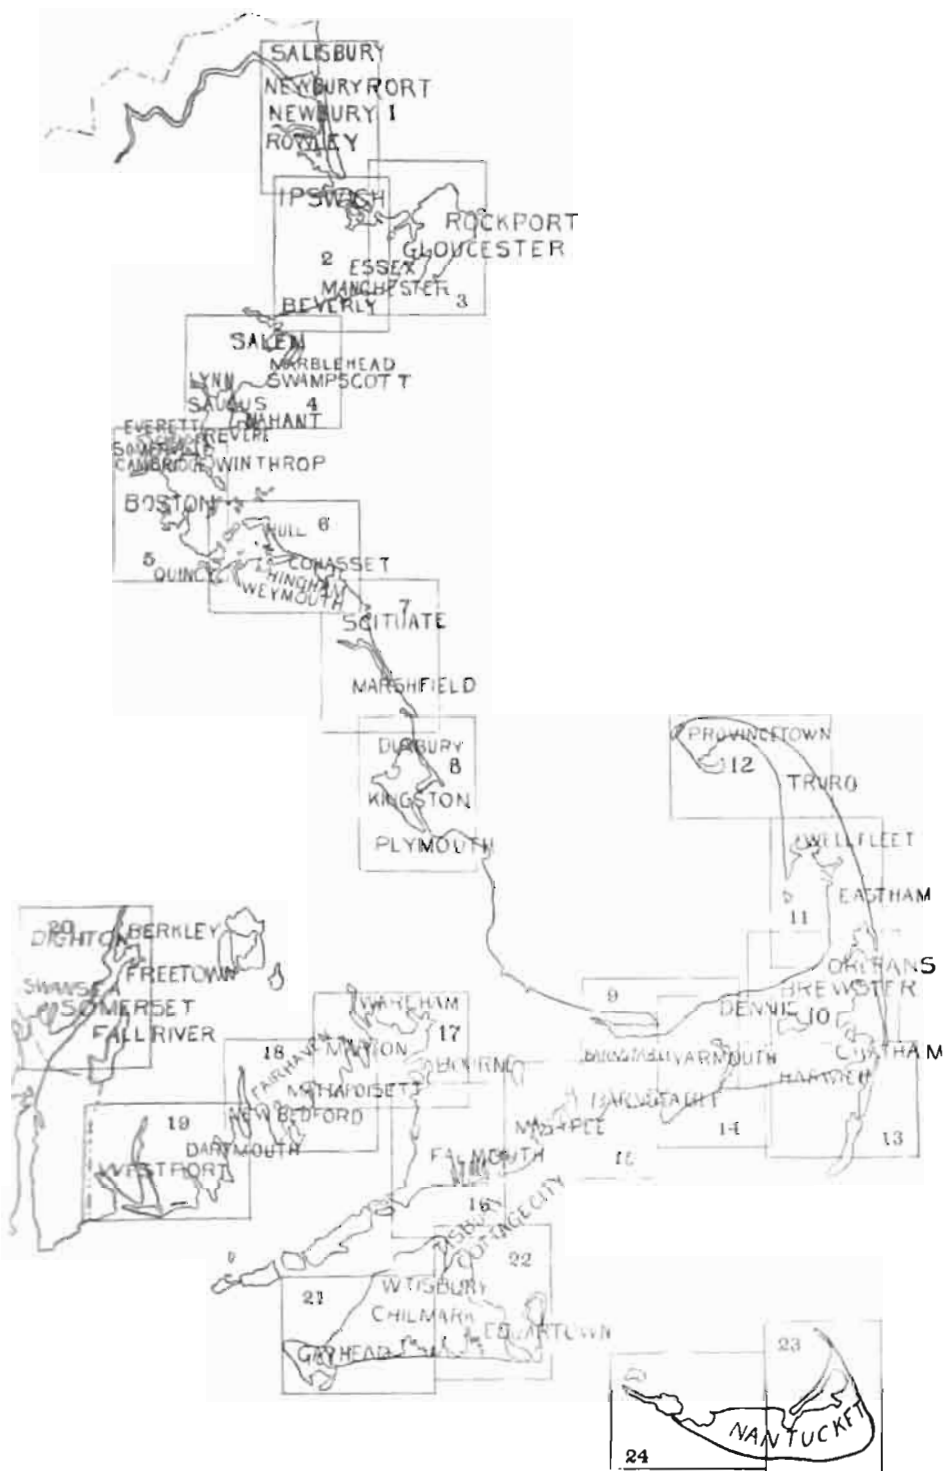 SALISBURY
NEWBURYPORT
NEWBURY 1
ROWLEY
IPSWICH
ROCKPORT
GLOUCESTER
2
ESSEX
MANCHESTER
3
BEVERLY
SALEM
MARBLEHEAD
LYNN SWAMPSCOTT
SAUGUS 4
NAHANT
EVERETT
REVERE
SOMERVILLE
CAMBRIDGE WINTHROP
BOSTON
6
HULL
5
COHASSET
QUINCY
HINGHAM
WEYMOUTH
7
SCITUATE
MARSHFIELD
DUXBURY
8
KINGSTON
PLYMOUTH
PROVINCETOWN
12
TRURO
WELLFLEET
EASTHAM
11
ORLEANS
BREWSTER
9
DENNIS 10
YARMOUTH
CHATHAM
HARWICH
14
13
20
DIGHTON BERKLEY
FREETOWN
SWANSEA
SOMERSET
FALL RIVER
WAREHAM
17
18
MARION
FAIRHAVEN
BOURNE
MATTAPOISETT
NEW BEDFORD
19
DARTMOUTH
WESTPORT
MASHPEE
FALMOUTH
16
TISBURY
COTTAGE CITY
22
21
W TISBURY
CHILMARK
EDGARTOWN
GAYHEAD
23
NANTUCKET
24